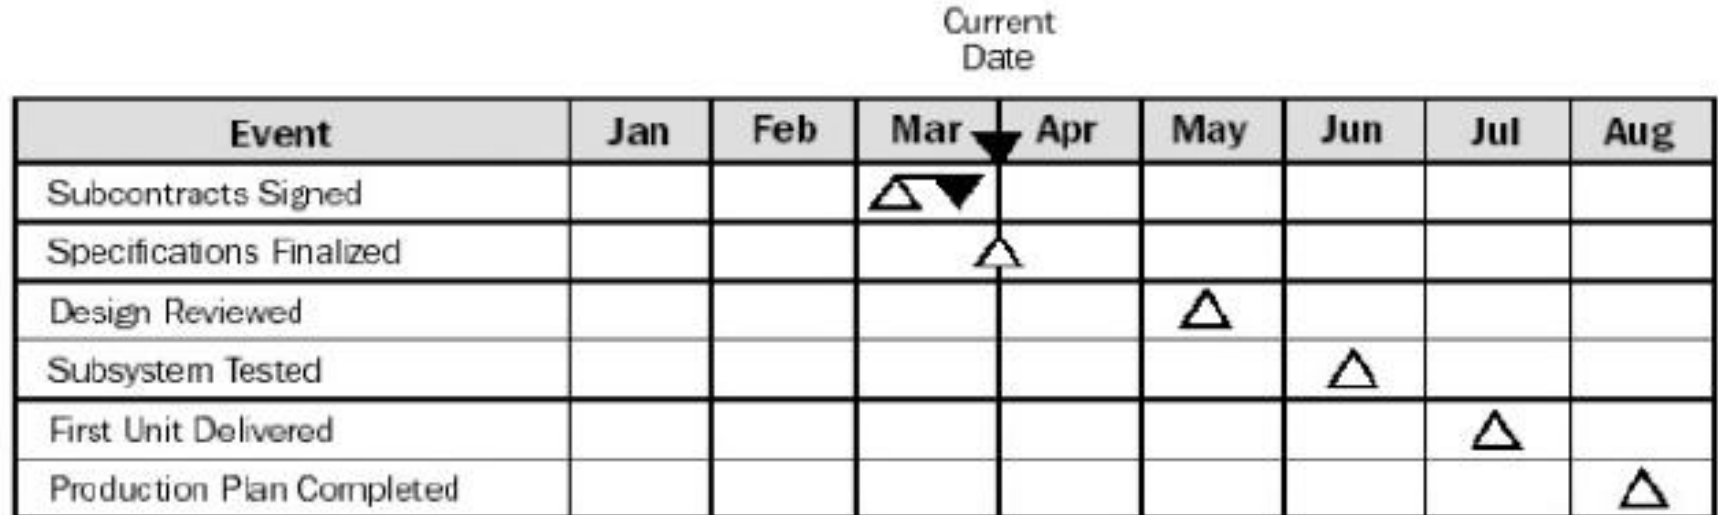 Current
Date
Event Jan Feb Mar Apr May Jun Jul Aug
Subcontracts Signed
Specifications Finalized
Design Reviewed
Subsystem Tested
First Unit Delivered
Production Plan Completed